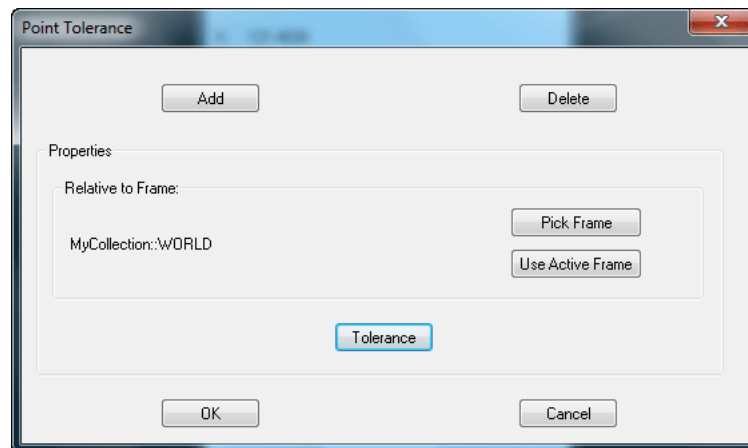 Point Tolerance
Add
Delete
Properties
Relative to Frame:
Pick Frame
MyCollection::WORLD
Use Active Frame
Tolerance
OK
Cancel